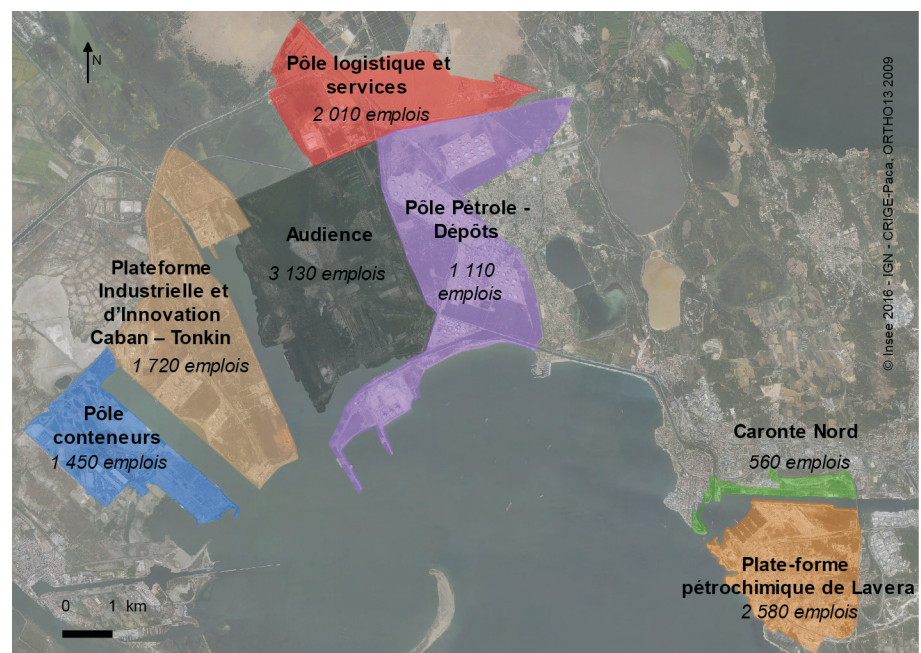 N
Pôle logistique et
services
2 010 emplois
Audience
3 130 emplois
Pôle Pétrole -
Dépôts
1 110
emplois
Plateforme
Industrielle et
d'Innovation
Caban – Tonkin
1 720 emplois
Pôle
conteneurs
1 450 emplois
Caronte Nord
560 emplois
Plate-forme
pétrochimique de Lavera
2 580 emplois
0 1 km
© Insee 2016 - IGN - CRIGE-Paca, ORTHO13 2009